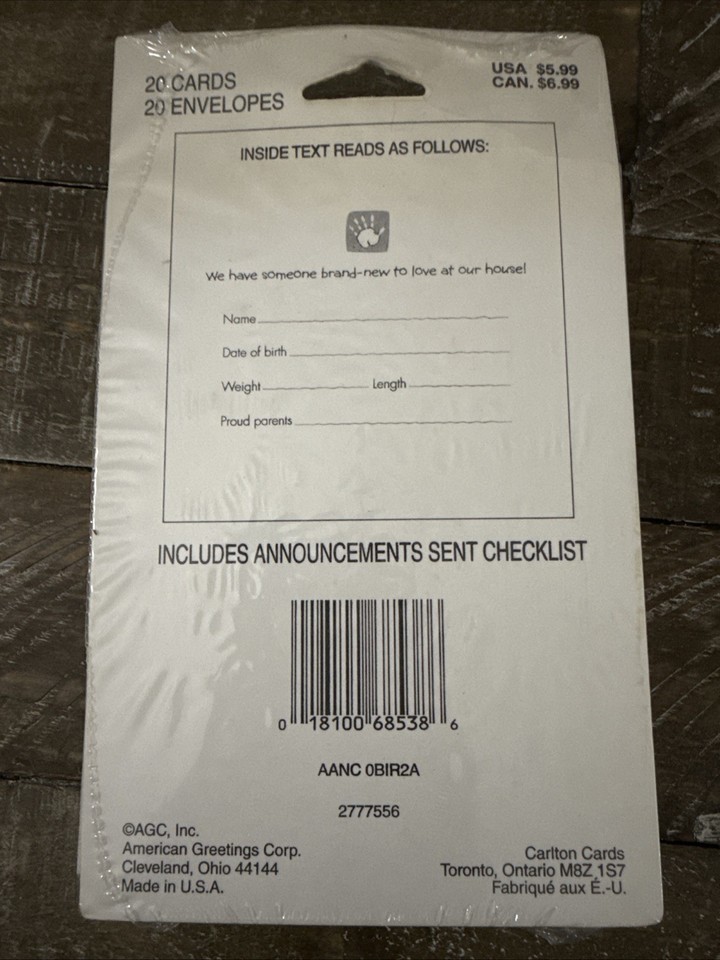 20 CARDS
20 ENVELOPES
USA $5.99
CAN. $6.99
INSIDE TEXT READS AS FOLLOWS:
We have someone brand-new to love at our house!
Name
Date of birth
Weight Length
Proud parents
INCLUDES ANNOUNCEMENTS SENT CHECKLIST
0 18100 68538 6
AANC 0BIR2A
2777556
©AGC, Inc.
American Greetings Corp.
Cleveland, Ohio 44144
Made in U.S.A.
Carlton Cards
Toronto, Ontario M8Z 1S7
Fabriqué aux É.-U.